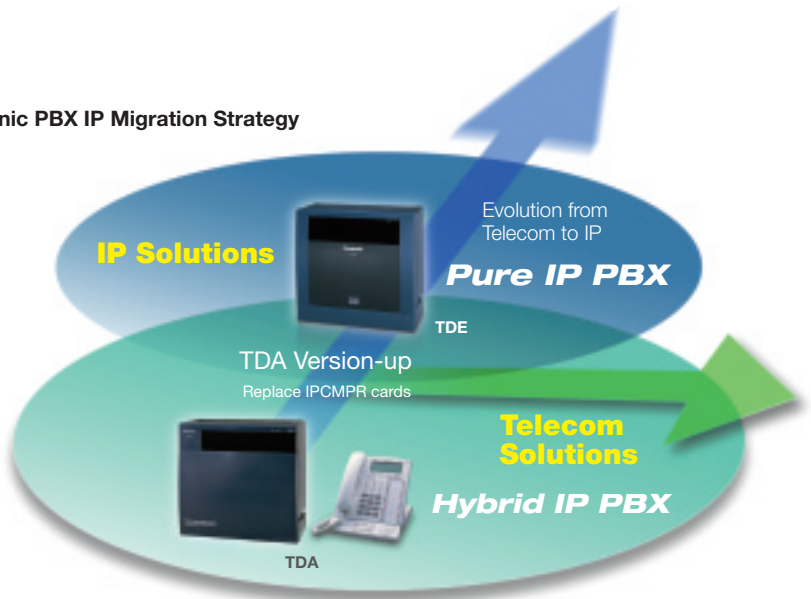 nic PBX IP Migration Strategy
Evolution from
Telecom to IP
IP Solutions
Pure IP PBX
TDE
TDA Version-up
Replace IPCMPR cards
Telecom
Solutions
Hybrid IP PBX
TDA